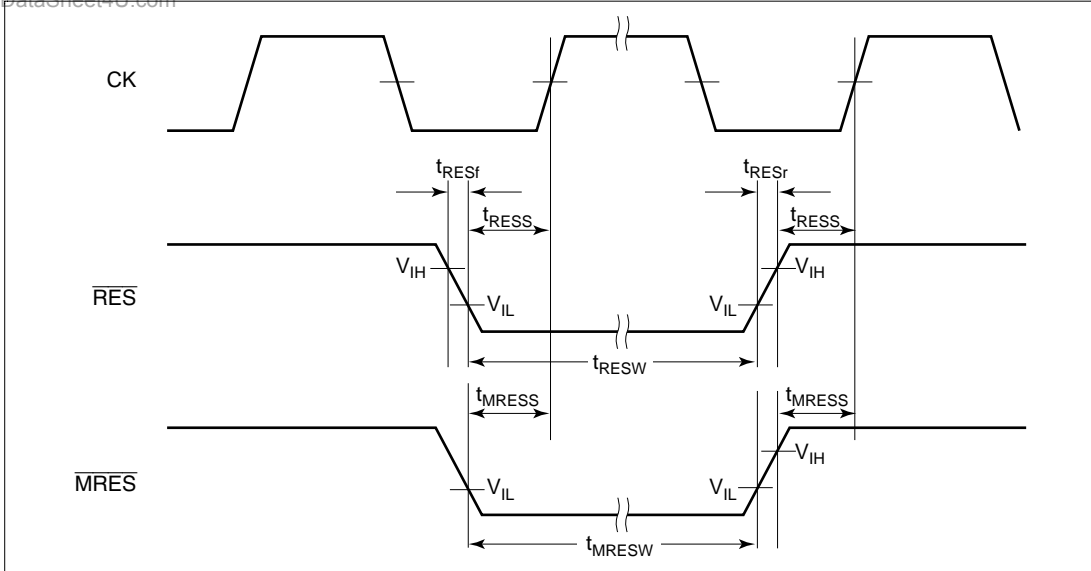 DataSheet4U.com
CK
tRESf
tRESr
tRESS
tRESS
VIH
VIH
RES
VIL
VIL
tRESW
tMRESS
tMRESS
VIH
MRES
VIL
VIL
tMRESW